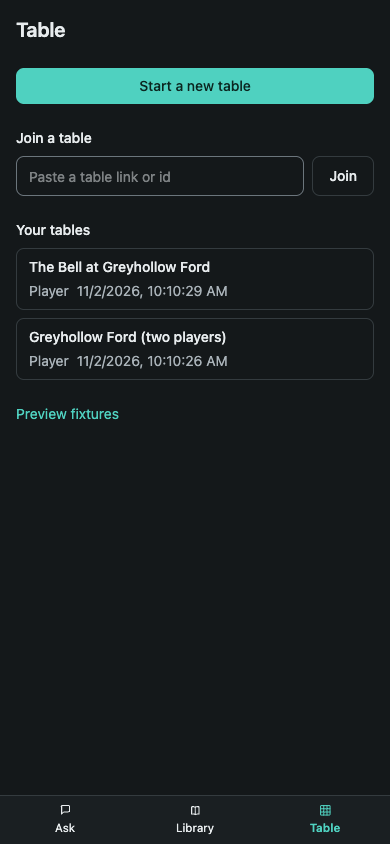 Table
Start a new table
Join a table
Paste a table link or id
Join
Your tables
The Bell at Greyhollow Ford
Player 11/2/2026, 10:10:29 AM
Greyhollow Ford (two players)
Player 11/2/2026, 10:10:26 AM
Preview fixtures
Ask
Library
Table